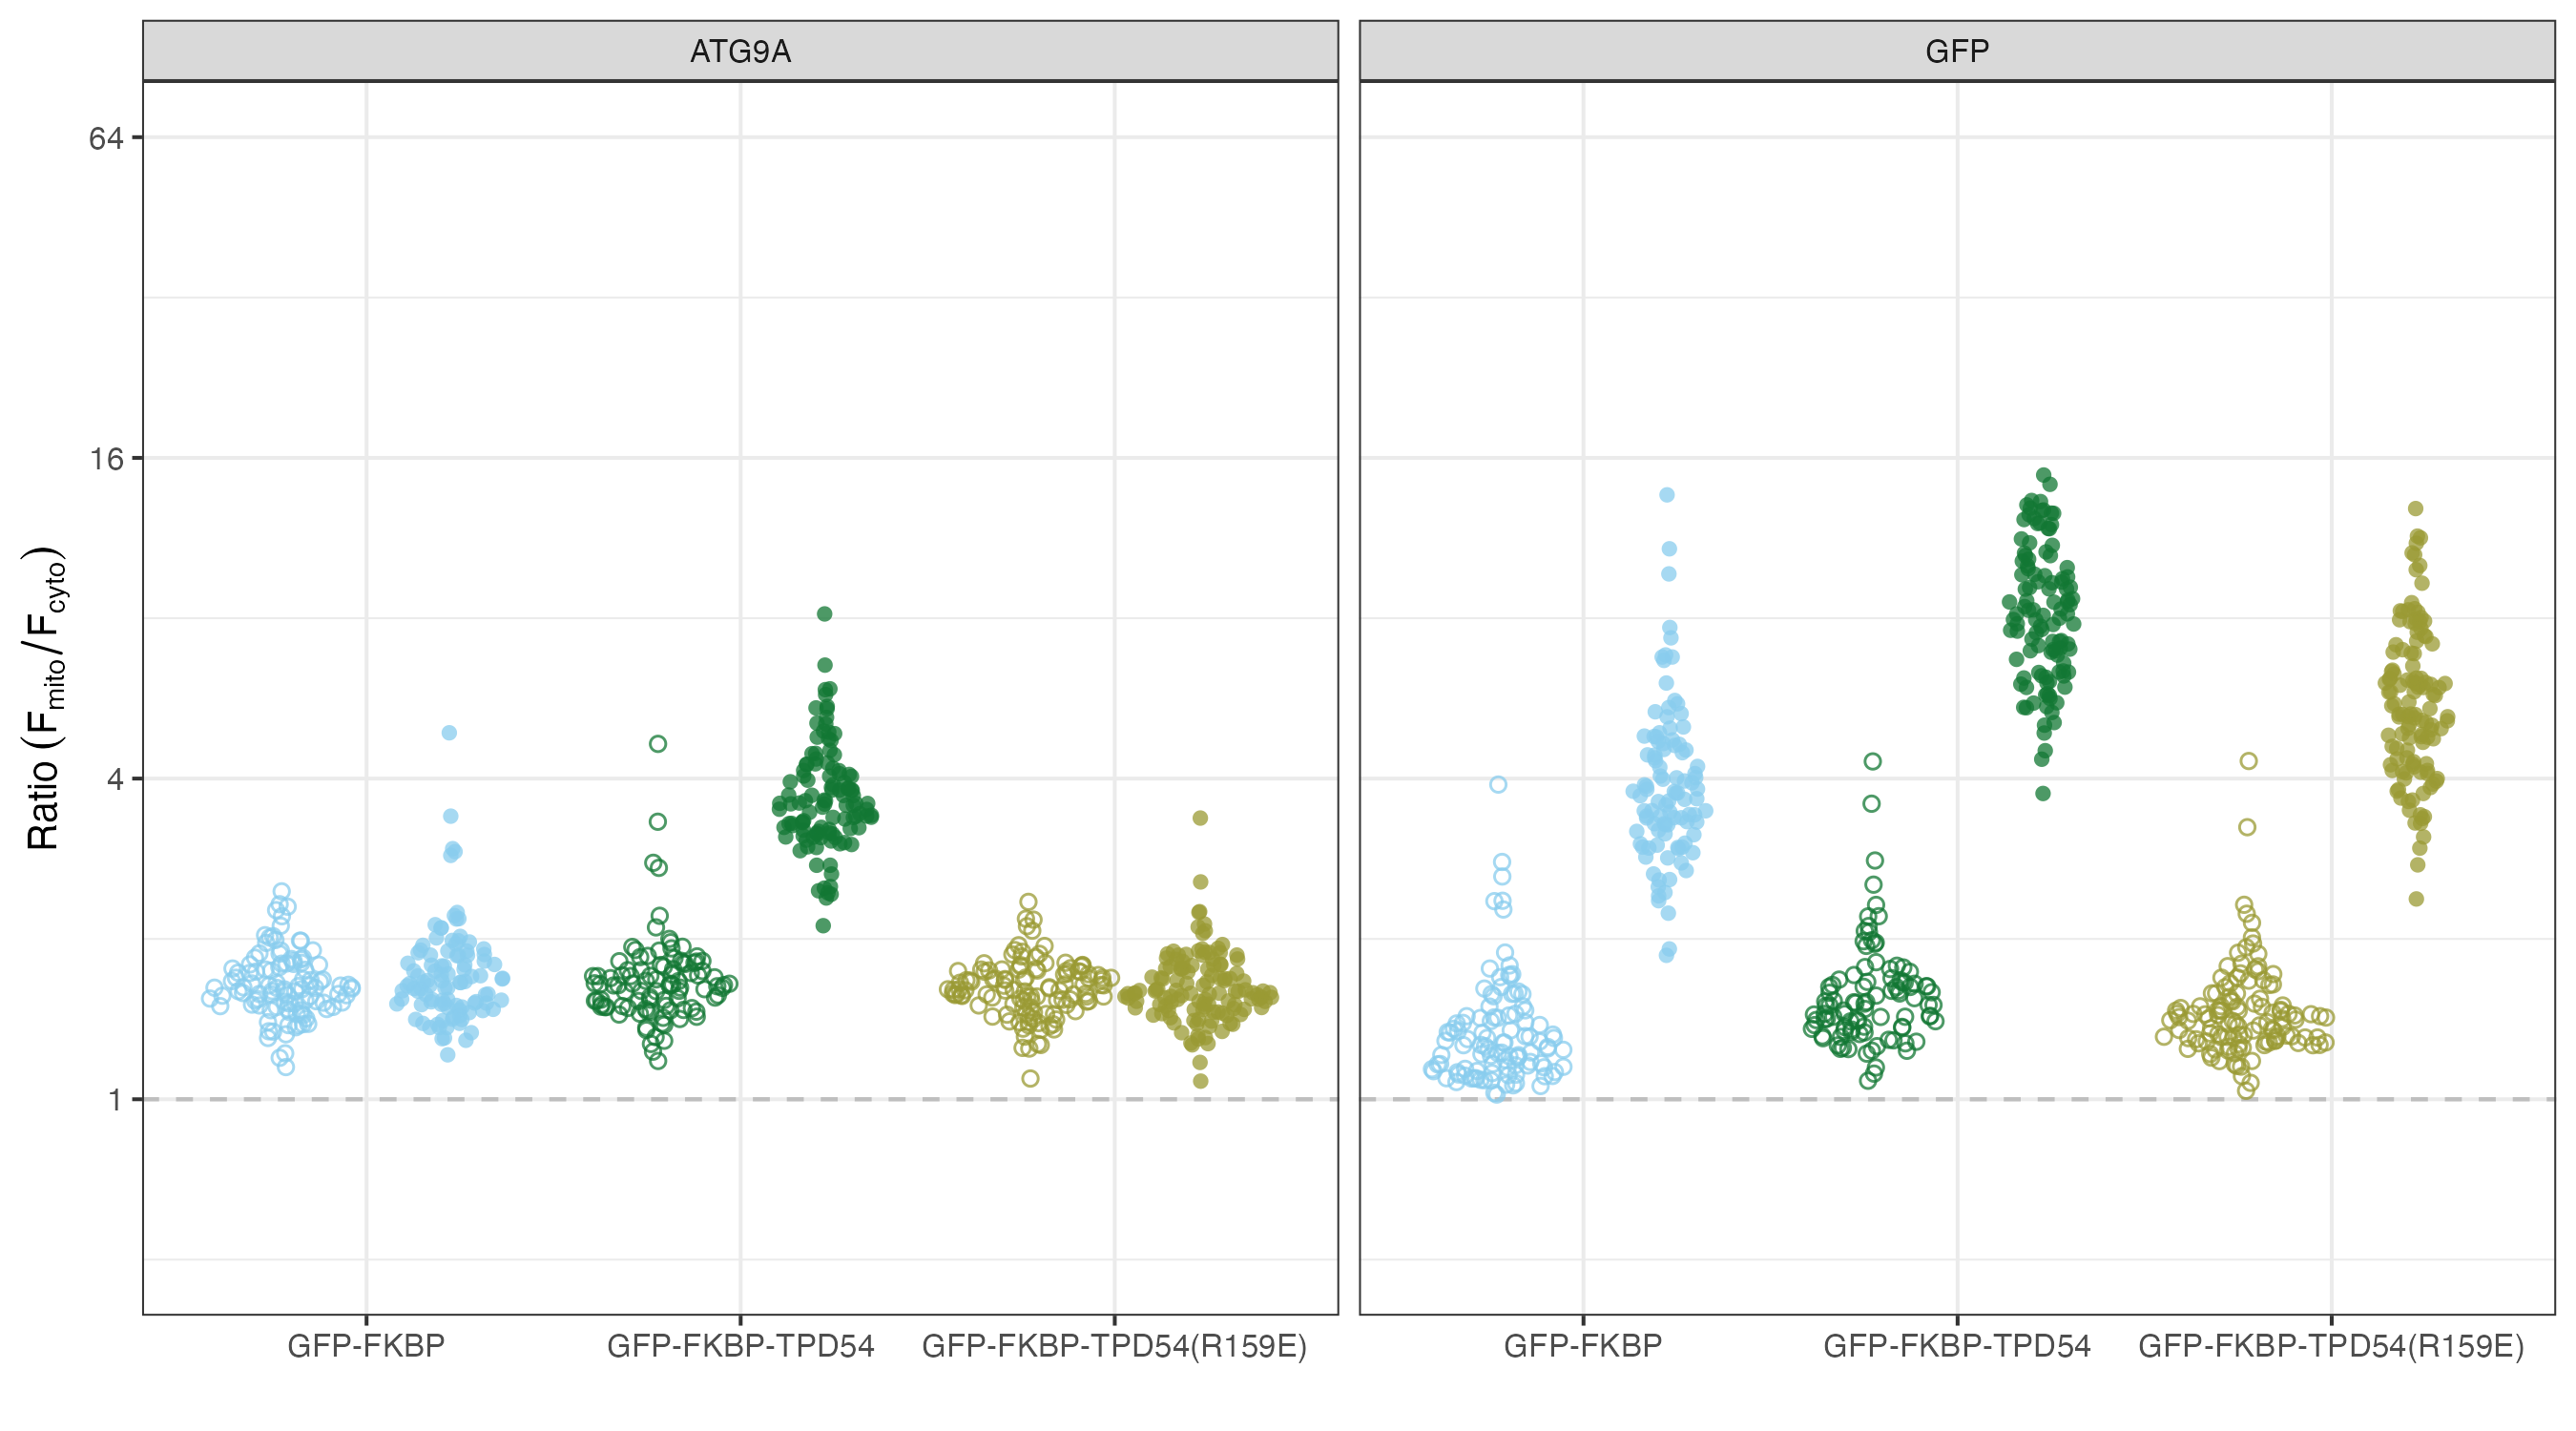 ATG9A
GFP
64
16
4
1
Ratio (Fmito/Fcyto)
GFP-FKBP
GFP-FKBP-TPD54
GFP-FKBP-TPD54(R159E)
GFP-FKBP
GFP-FKBP-TPD54
GFP-FKBP-TPD54(R159E)